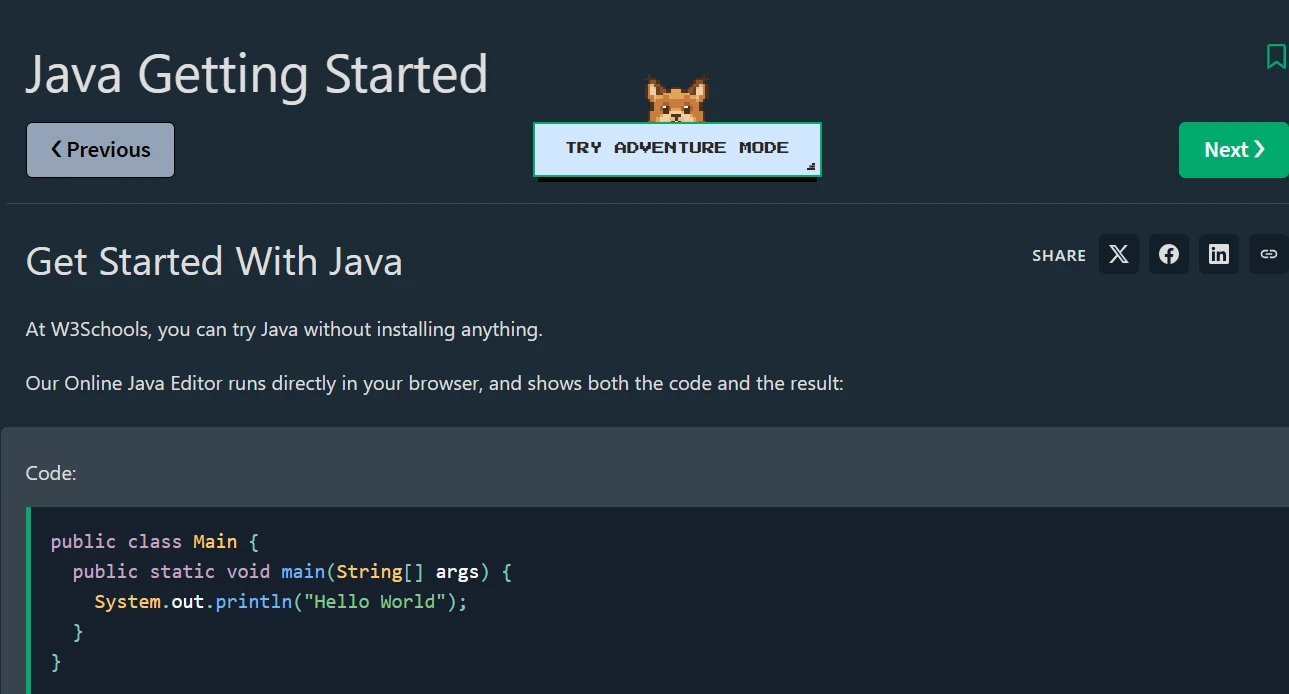 Java Getting Started
❮ Previous
TRY ADVENTURE MODE
Next ❯
Get Started With Java
SHARE
At W3Schools, you can try Java without installing anything.
Our Online Java Editor runs directly in your browser, and shows both the code and the result:
Code:
public class Main {
  public static void main(String[] args) {
    System.out.println("Hello World");
  }
}